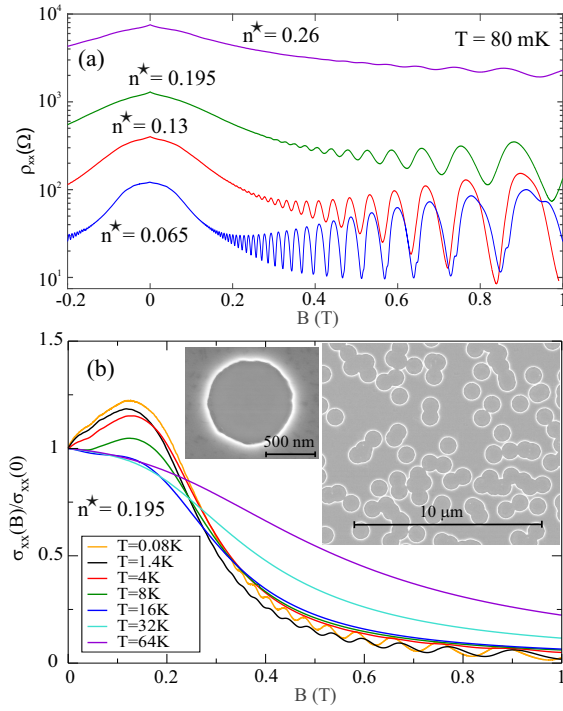 (a)
n★ = 0.26
T = 80 mK
n★ = 0.195
n★ = 0.13
n★ = 0.065
ρxx(Ω)
10⁴
10³
10²
10¹
-0.2 0 0.2 0.4 0.6 0.8 1
B (T)
(b)
500 nm
10 μm
n★ = 0.195
T=0.08K
T=1.4K
T=4K
T=8K
T=16K
T=32K
T=64K
σxx(B)/σxx(0)
1.5
1
0.5
0
0 0.2 0.4 0.6 0.8 1
B (T)